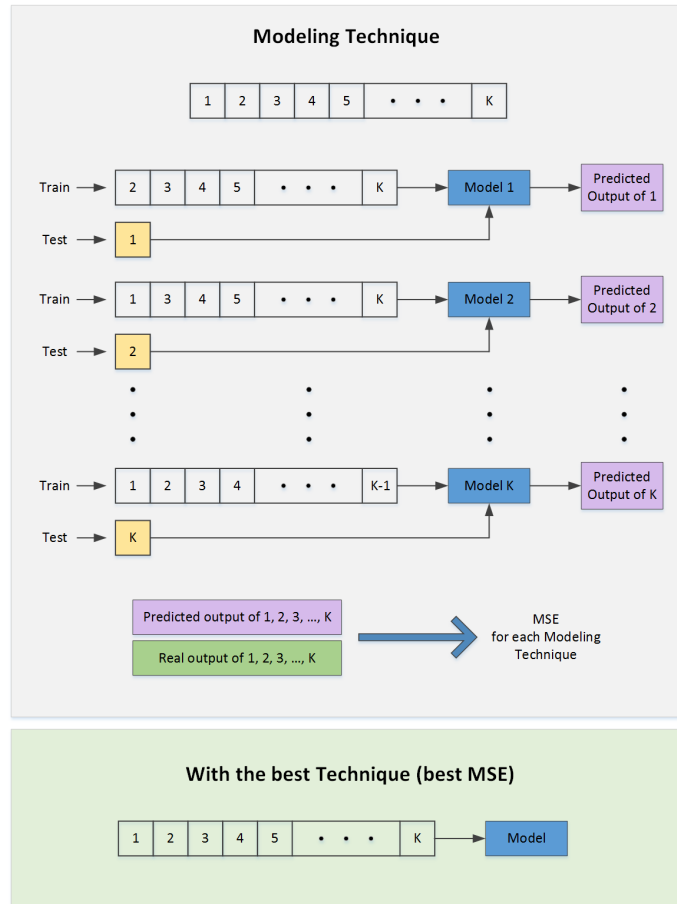 Modeling Technique
1 2 3 4 5 • • • K
Train 2 3 4 5 • • • K Model 1 Predicted
Output of 1
Test 1
Train 1 3 4 5 • • • K Model 2 Predicted
Output of 2
Test 2
Train 1 2 3 4 • • • K-1 Model K Predicted
Output of K
Test K
Predicted output of 1, 2, 3, ..., K
Real output of 1, 2, 3, ..., K
MSE
for each Modeling
Technique
With the best Technique (best MSE)
1 2 3 4 5 • • • K Model